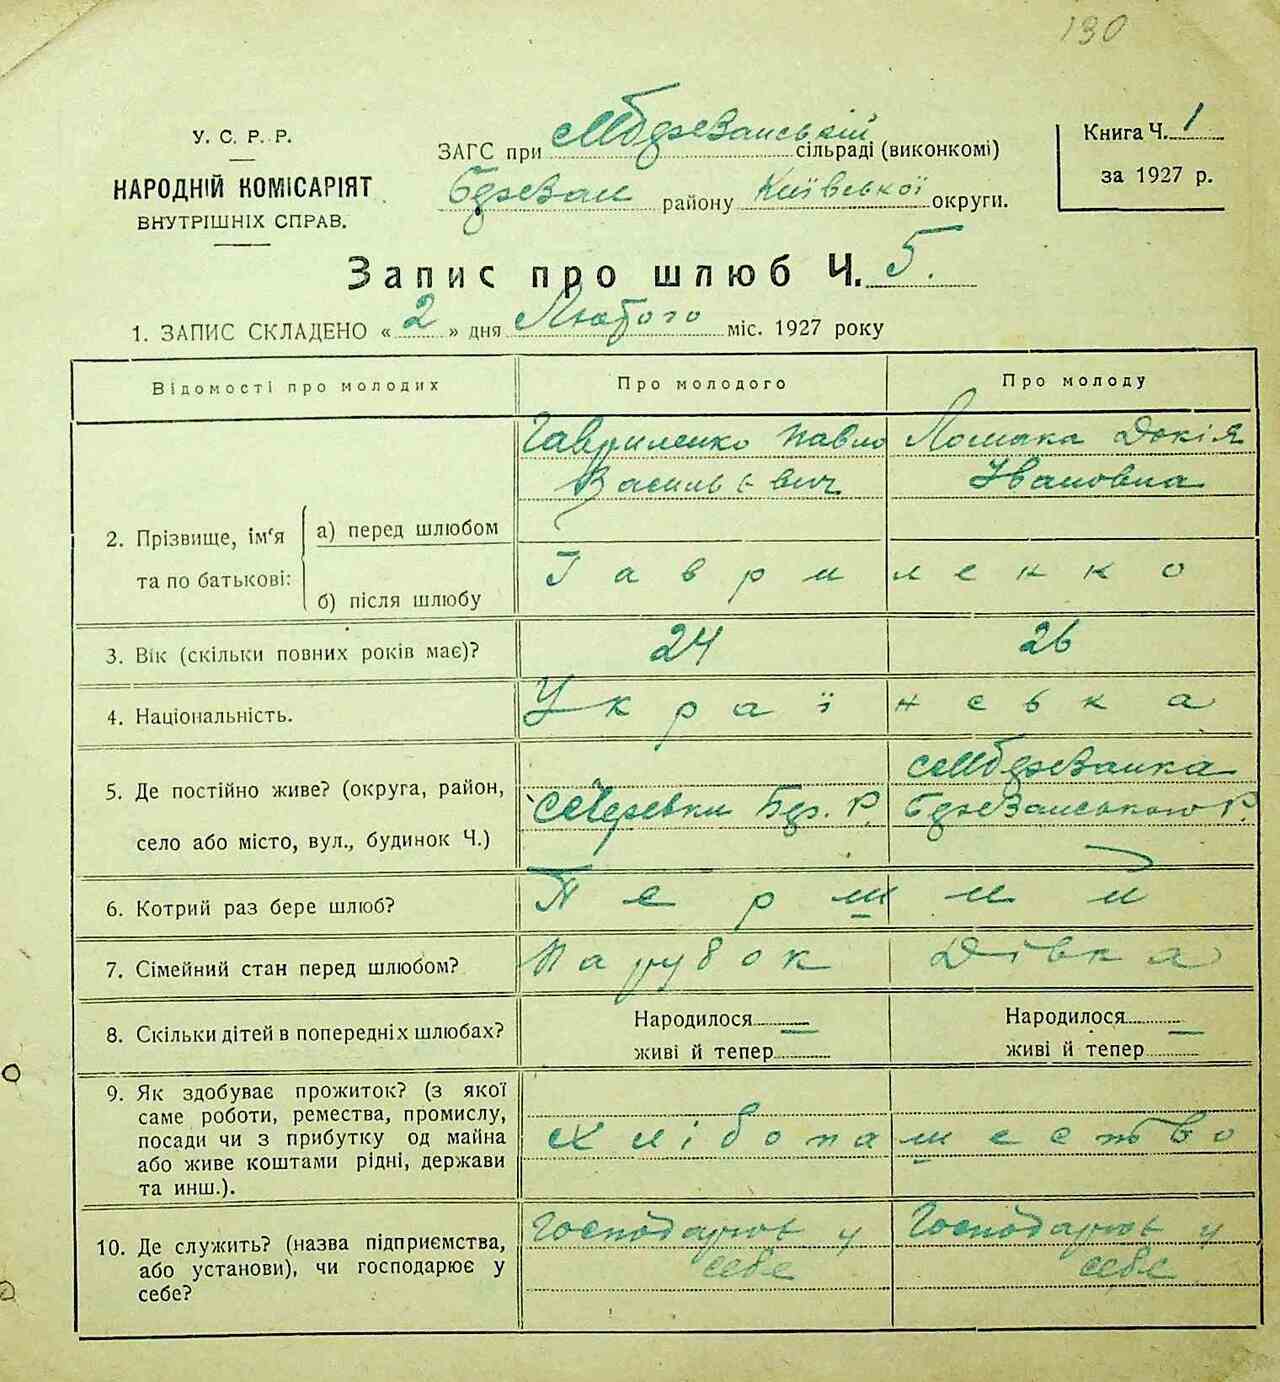 130
У. С. Р. Р.
НАРОДНІЙ КОМІСАРІЯТ
ВНУТРІШНІХ СПРАВ.
ЗАГС при сільраді (виконкомі)
Березан району Київської округи.
Книга Ч. 1
за 1927 р.
Запис про шлюб Ч. 5.
1. ЗАПИС СКЛАДЕНО «2» дня Лютого міс. 1927 року
Відомості про молодих
Про молодого
Про молоду
2. Прізвище, ім‘я та по батькові:
а) перед шлюбом
Гавриленко Павло
Васильєвич
Ломака Докія
Івановна
б) після шлюбу
Гавриленко
3. Вік (скільки повних років має)?
24
26
4. Національність.
Українська
5. Де постійно живе? (округа, район,
село або місто, вул., будинок Ч.)
Бер. Р.
Березанського Р.
6. Котрий раз бере шлюб?
Перший
7. Сімейний стан перед шлюбом?
Парубок
Дівка
8. Скільки дітей в попередніх шлюбах?
Народилося —
живі й тепер
Народилося —
живі й тепер
9. Як здобуває прожиток? (з якої
саме роботи, ремества, промислу,
посади чи з прибутку од майна
або живе коштами рідні, держави
та инш.).
Хлібопашество
10. Де служить? (назва підприємства,
або установи), чи господарює у
себе?
Господарює у
себе
Господарює у
себе